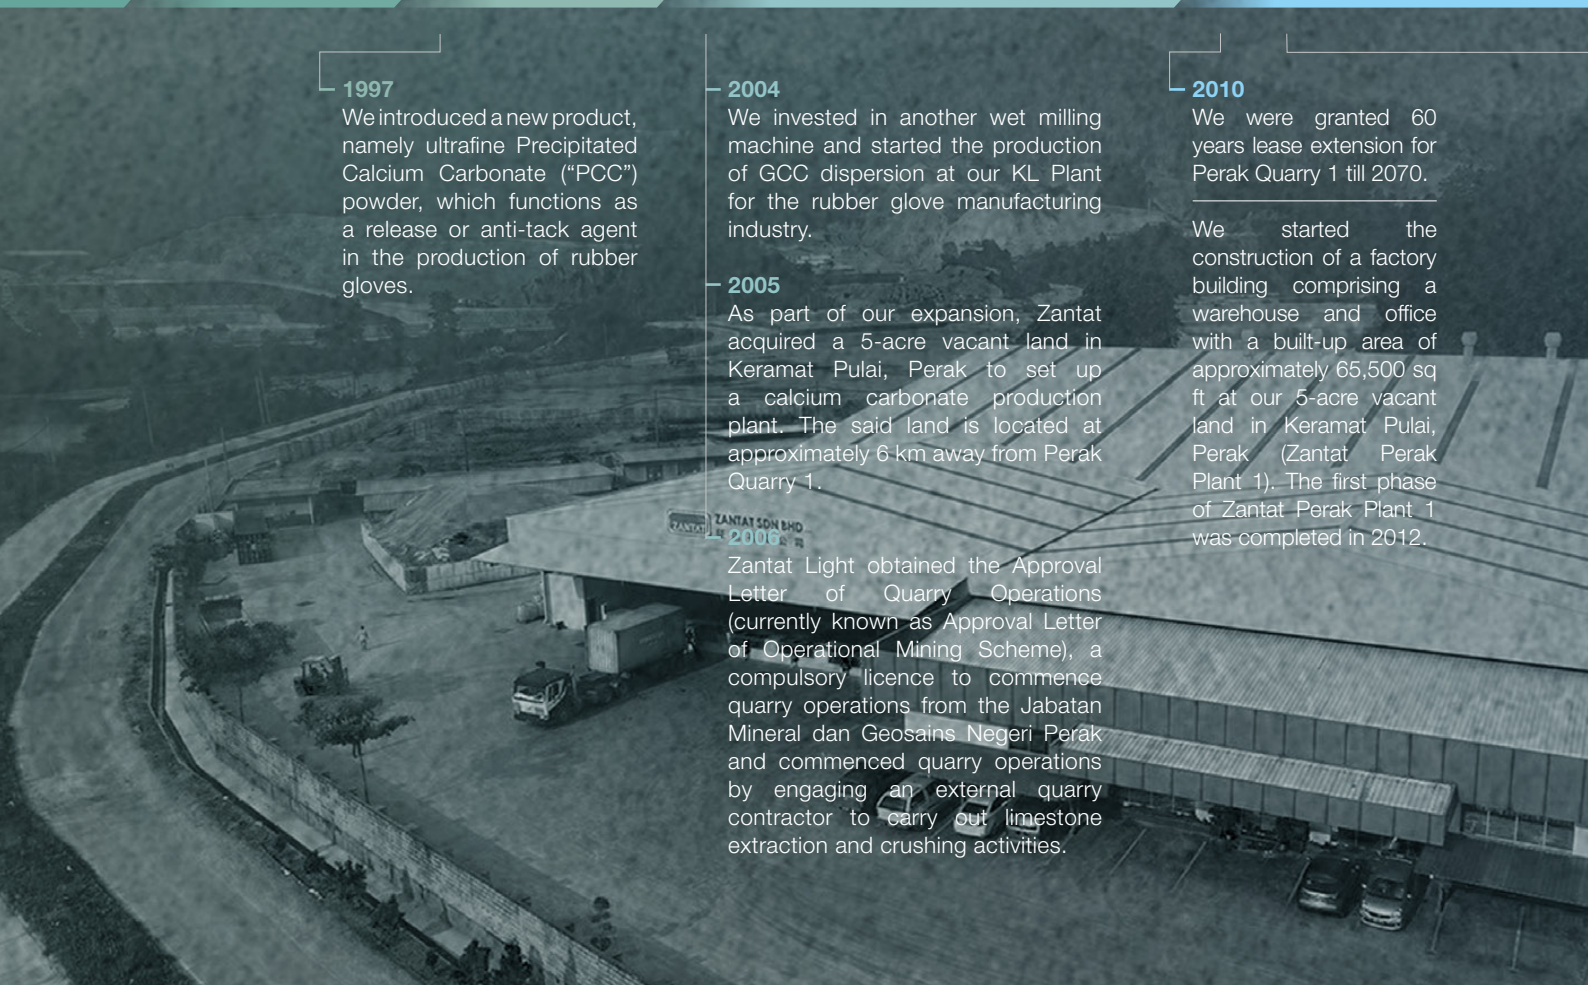 1997
We introduced a new product,
namely ultrafine Precipitated
Calcium Carbonate (“PCC”)
powder, which functions as
a release or anti-tack agent
in the production of rubber
gloves.
2004
We invested in another wet milling
machine and started the production
of GCC dispersion at our KL Plant
for the rubber glove manufacturing
industry.
2005
As part of our expansion, Zantat
acquired a 5-acre vacant land in
Keramat Pulai, Perak to set up
a calcium carbonate production
plant. The said land is located at
approximately 6 km away from Perak
Quarry 1.
ZANTAT
ZANTAT SDN BHD
2006
Zantat Light obtained the Approval
Letter of Quarry Operations
(currently known as Approval Letter
of Operational Mining Scheme), a
compulsory licence to commence
quarry operations from the Jabatan
Mineral dan Geosains Negeri Perak
and commenced quarry operations
by engaging an external quarry
contractor to carry out limestone
extraction and crushing activities.
2010
We were granted 60
years lease extension for
Perak Quarry 1 till 2070.
We started the
construction of a factory
building comprising a
warehouse and office
with a built-up area of
approximately 65,500 sq
ft at our 5-acre vacant
land in Keramat Pulai,
Perak (Zantat Perak
Plant 1). The first phase
of Zantat Perak Plant 1
was completed in 2012.